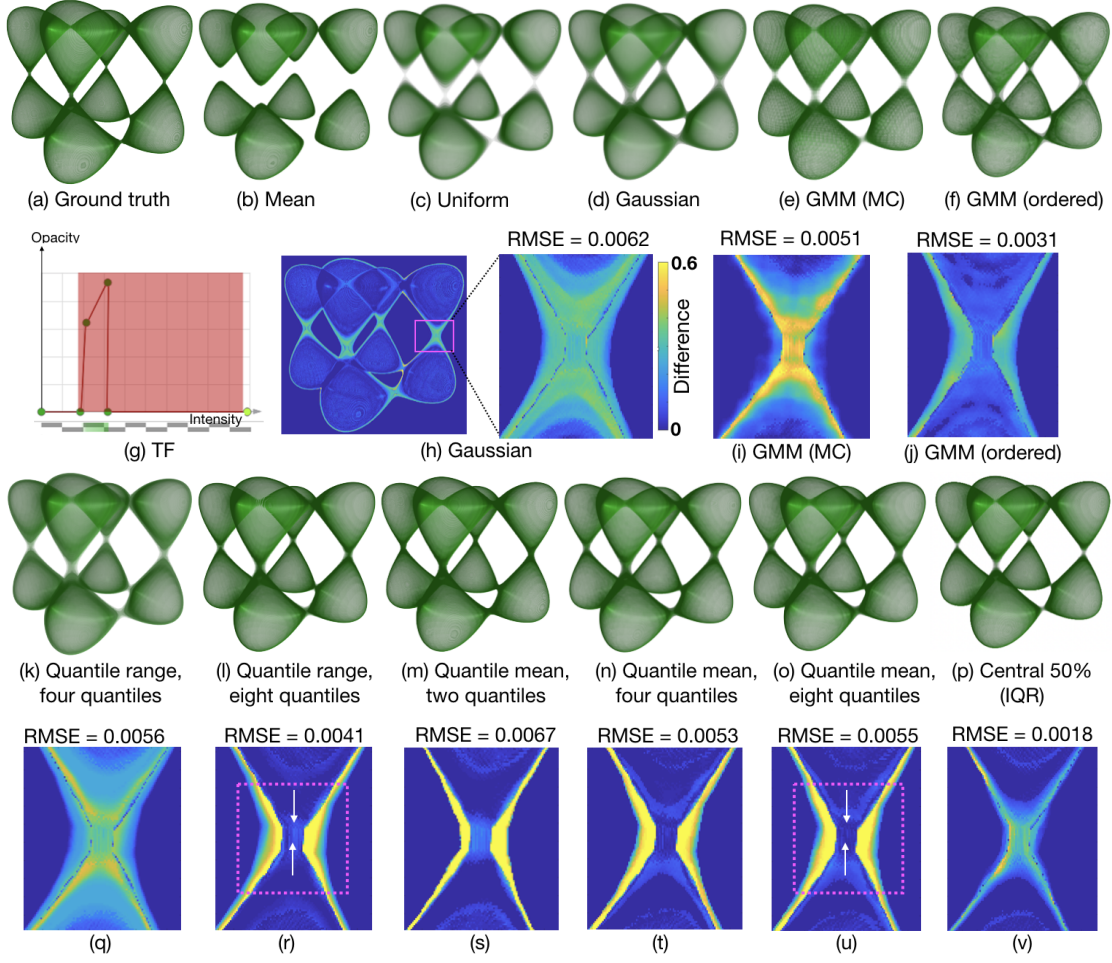 (a) Ground truth
(b) Mean
(c) Uniform
(d) Gaussian
(e) GMM (MC)
(f) GMM (ordered)
Opacity
Intensity
(g) TF
(h) Gaussian
RMSE = 0.0062
0.6
Difference
0
RMSE = 0.0051
(i) GMM (MC)
RMSE = 0.0031
(j) GMM (ordered)
(k) Quantile range,
four quantiles
(l) Quantile range,
eight quantiles
(m) Quantile mean,
two quantiles
(n) Quantile mean,
four quantiles
(o) Quantile mean,
eight quantiles
(p) Central 50%
(IQR)
RMSE = 0.0056
RMSE = 0.0041
RMSE = 0.0067
RMSE = 0.0053
RMSE = 0.0055
RMSE = 0.0018
(q)
(r)
(s)
(t)
(u)
(v)